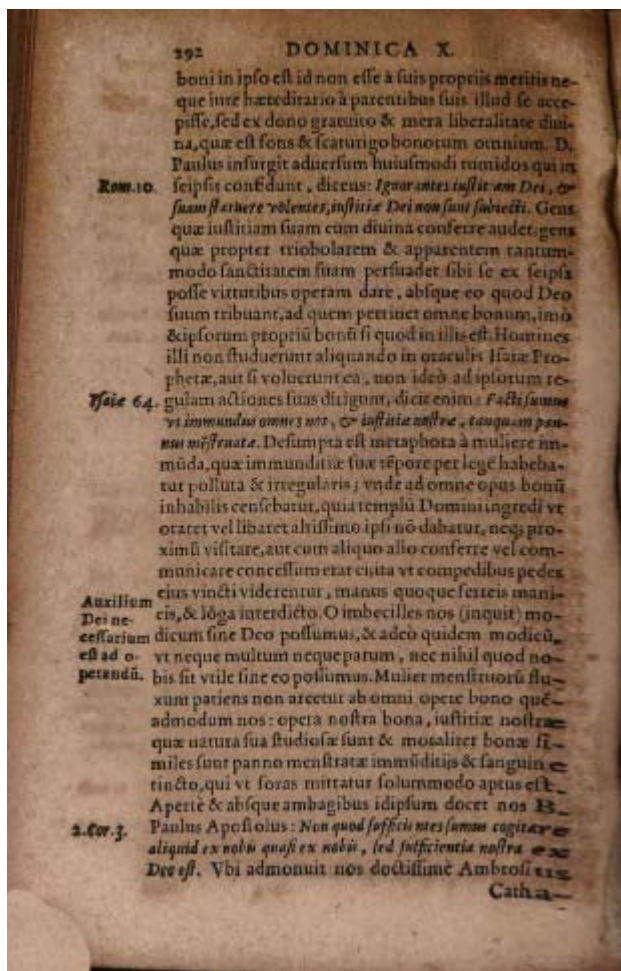 292 DOMINICA X.
boni in ipso est id non esse à suis proprijs meritis ne-
que iure hæreditario à parentibus suis illud se acce-
pisse, sed ex dono gratuito & mera liberalitate diui-
na, quæ est fons & scaturigo bonorum omnium. D.
Paulus insurgit aduersum huiusmodi tumidos qui in
Rom. 10. seipsis confidunt, dicens: Ignorantes iustitiam Dei, &
suam statuere volentes, iustitiæ Dei non sunt subiecti. Gens
quæ iustitiam suam cum diuina conferre audet: gens
quæ propter triobolarem & apparentem tantum-
modo sanctitatem suam persuadet sibi se ex seipsa
posse virtutibus operam dare, absque eo quod Deo
suum tribuant, ad quem pertinet omne bonum, imò
& ipsorum propriū bonū si quod in illis est. Homines
illi non studuerunt aliquando in oraculis Isaiæ Pro-
phetæ, aut si voluerunt ea, non ideò ad ipsorum re-
Isaiæ 64. gulam actiones suas dirigunt, dicit enim: Facti sumus
vt immundus omnes nos, & iustitiæ nostræ, tanquam pan-
nus mēstruatæ. Desumpta est metaphora à muliere im-
mūda, quæ immunditiæ suæ tēpore per legē habeba-
tur polluta & irregularis; vnde ad omne opus bonū
inhabilis censebatur, quia templū Domini ingredi vt
oraret vel libaret altissimo ipsi nō dabatur, neq; pro-
ximū visitare, aut cum aliquo alio conferre vel com-
municare concessum erat ei: ita vt compedibus pedes
eius vincti viderentur, manus quoque ferreis mani-
Auxilium Dei ne-
cessarium est ad o-
perandū.
cis, & lōga interdicto. O imbecilles nos (inquit) mo-
dicum sine Deo possumus, & adeò quidem modicū,
vt neque multum neque parum, nec nihil quod no-
bis sit vtile sine eo possumus. Mulier menstruorū flu-
xum patiens non arcetur ab omni opere bono quē-
admodum nos: opera nostra bona, iustitiæ nostræ
quæ natura sua studiosæ sunt & moraliter bonæ si-
miles sunt panno menstratæ immūditijs & sanguine
tincto, qui vt foras mittatur solummodo aptus est.
Apertè & absque ambagibus idipsum docet nos B.
2. Cor. 3. Paulus Apostolus: Non quod sufficientes simus cogitare
aliquid ex nobis quasi ex nobis, sed sufficientia nostra ex
Deo est. Vbi admonuit nos doctissimè Ambrosius
Catha-